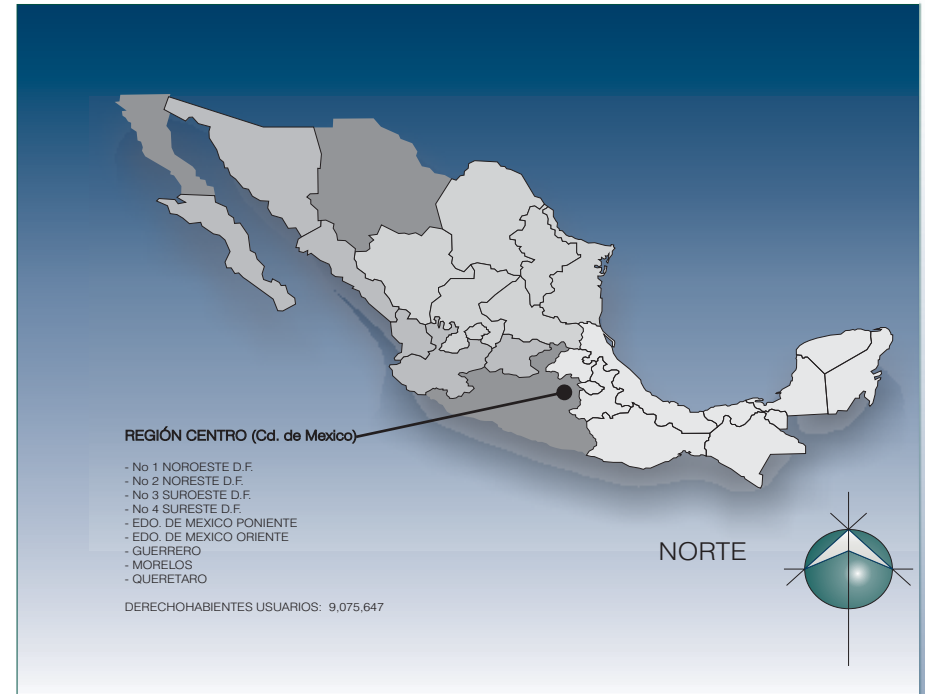 REGIÓN CENTRO (Cd. de Mexico)
- No 1 NOROESTE D.F.
- No 2 NORESTE D.F.
- No 3 SUROESTE D.F.
- No 4 SURESTE D.F.
- EDO. DE MEXICO PONIENTE
- EDO. DE MEXICO ORIENTE
- GUERRERO
- MORELOS
- QUERETARO
DERECHOHABIENTES USUARIOS: 9,075,647
NORTE